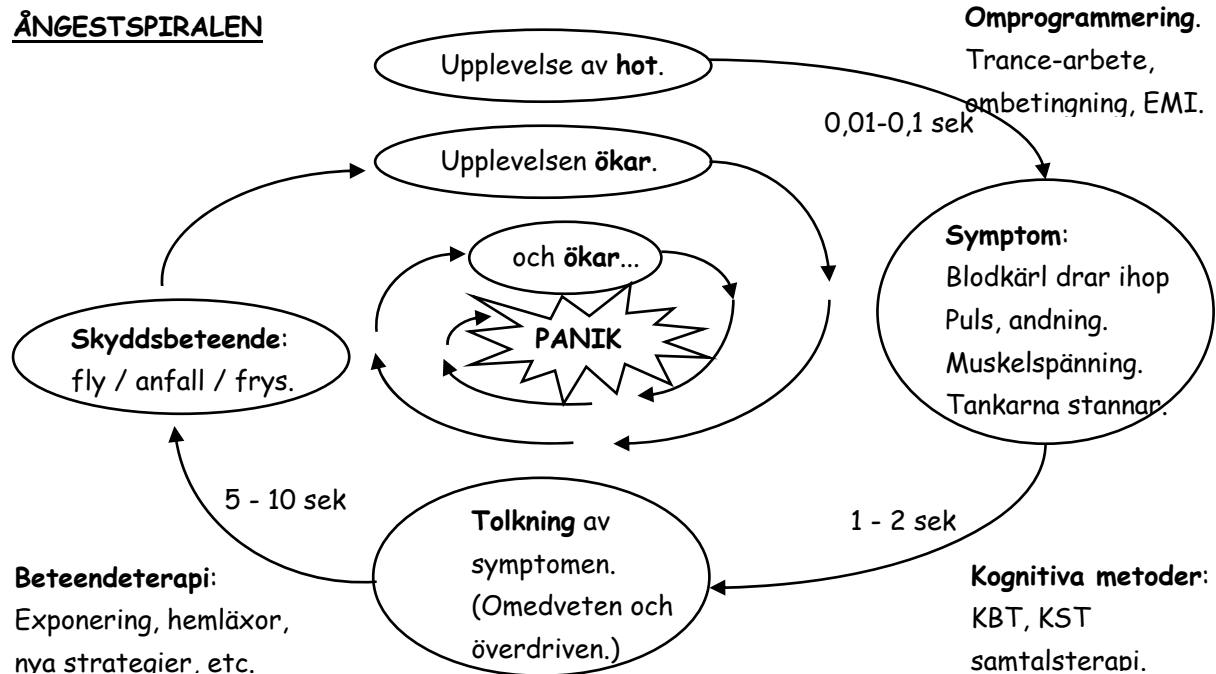 ÅNGESTSPIRALEN
Upplevelse av hot.
Omprogrammering.
Trance-arbete,
ombetingning, EMI.
0,01-0,1 sek
Upplevelsen ökar.
och ökar...
PANIK
Symptom:
Blodkärl drar ihop
Puls, andning.
Muskelspänning.
Tankarna stannar.
Skyddsbeteende:
fly / anfall / frys.
5 - 10 sek
Tolkning av
symptomen.
(Omedveten och
överdriven.)
1 - 2 sek
Beteendeterapi:
Exponering, hemläxor,
nya strategier, etc.
Kognitiva metoder:
KBT, KST
samtalsterapi.